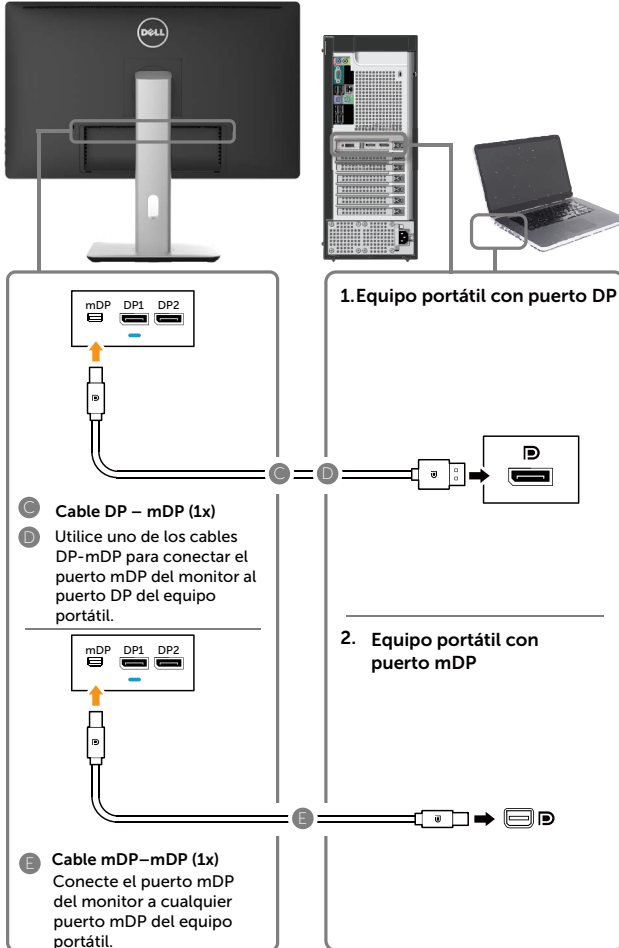 DELL
1.Equipo portátil con puerto DP
mDP DP1 DP2
C D
C Cable DP – mDP (1x)
D Utilice uno de los cables
DP-mDP para conectar el
puerto mDP del monitor al
puerto DP del equipo
portátil.
2. Equipo portátil con
puerto mDP
mDP DP1 DP2
E
E Cable mDP–mDP (1x)
Conecte el puerto mDP
del monitor a cualquier
puerto mDP del equipo
portátil.